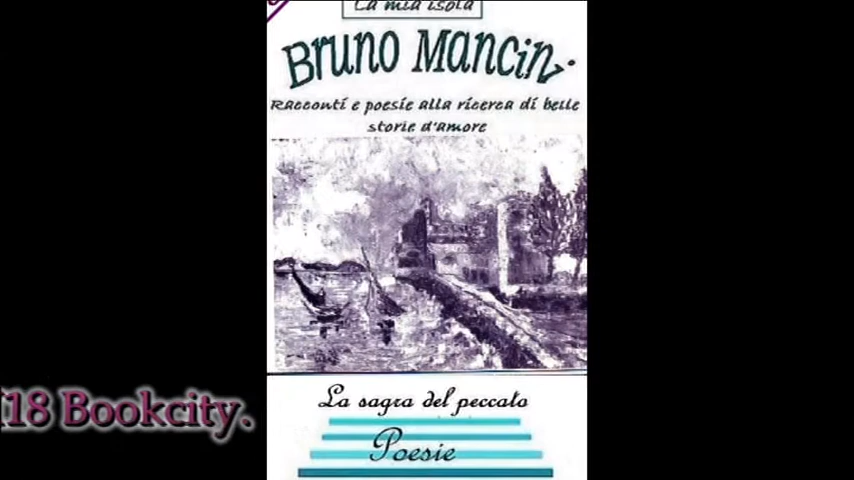 La mia isola
Bruno Mancini
Racconti e poesie alla ricerca di belle
storie d'amore
La sagra del peccato
Poesie
18 Bookcity.